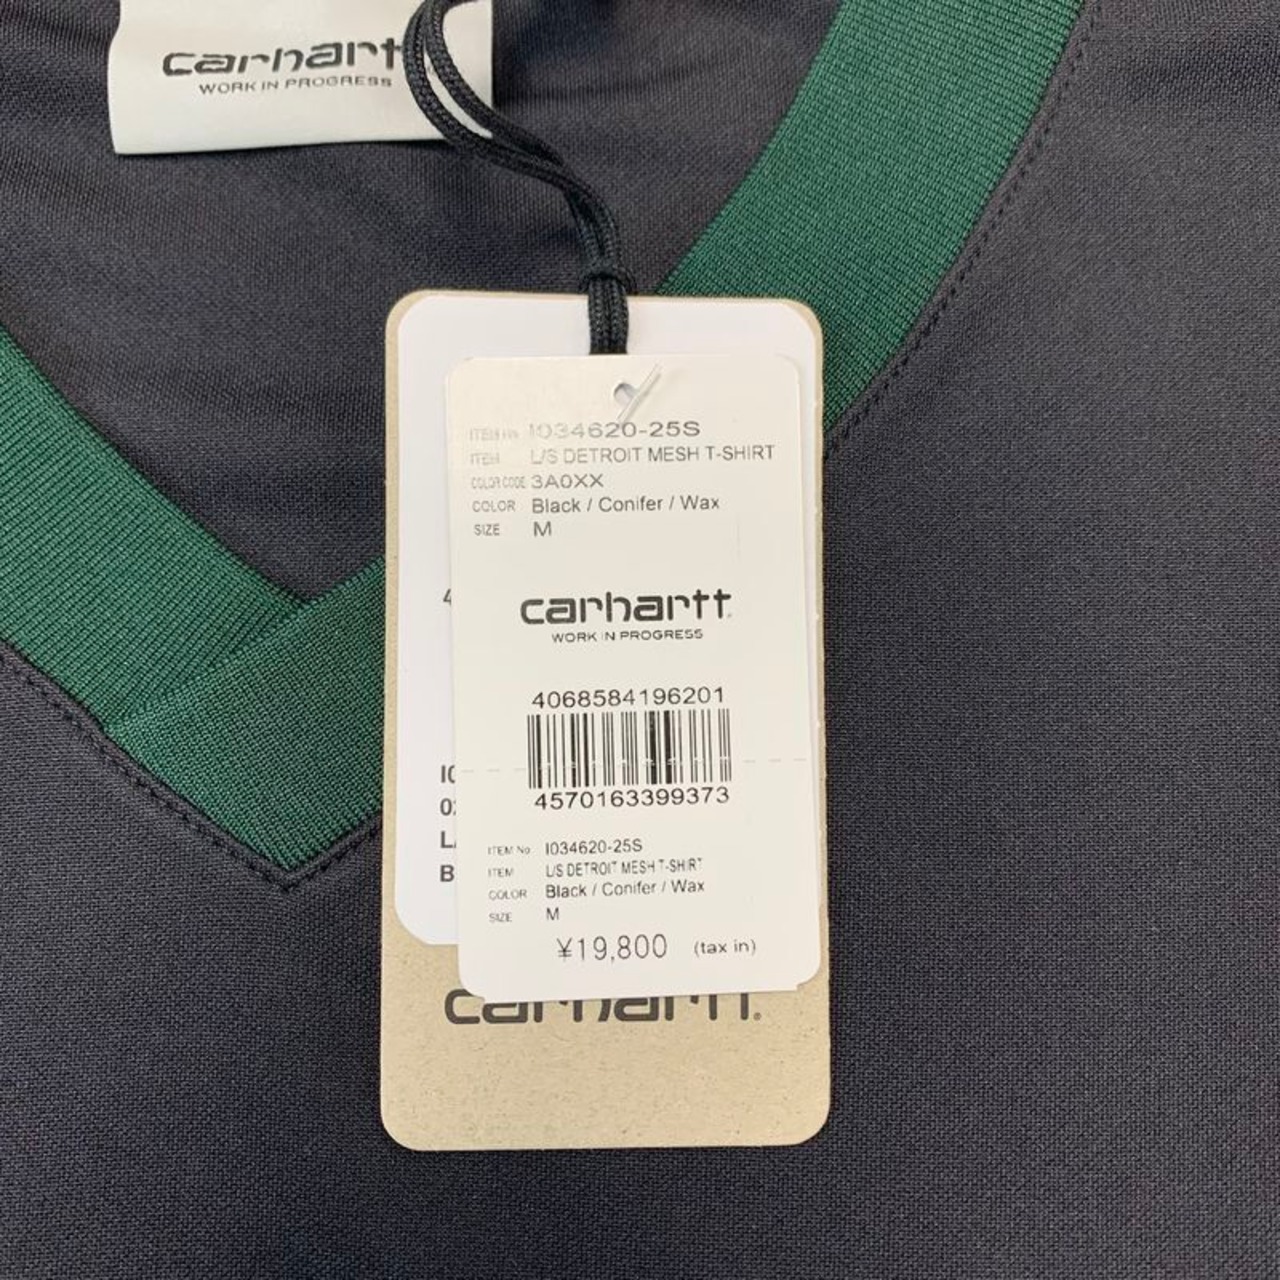 carhartt
WORK IN PROGRESS
ITEM No I034620-25S
ITEM L/S DETROIT MESH T-SHIRT
COLOR CODE 3A0XX
COLOR Black / Conifer / Wax
SIZE M
carhartt
WORK IN PROGRESS
4068584196201
4570163399373
ITEM No I034620-25S
ITEM L/S DETROIT MESH T-SHIRT
COLOR Black / Conifer / Wax
SIZE M
¥19,800 (tax in)
carhartt.